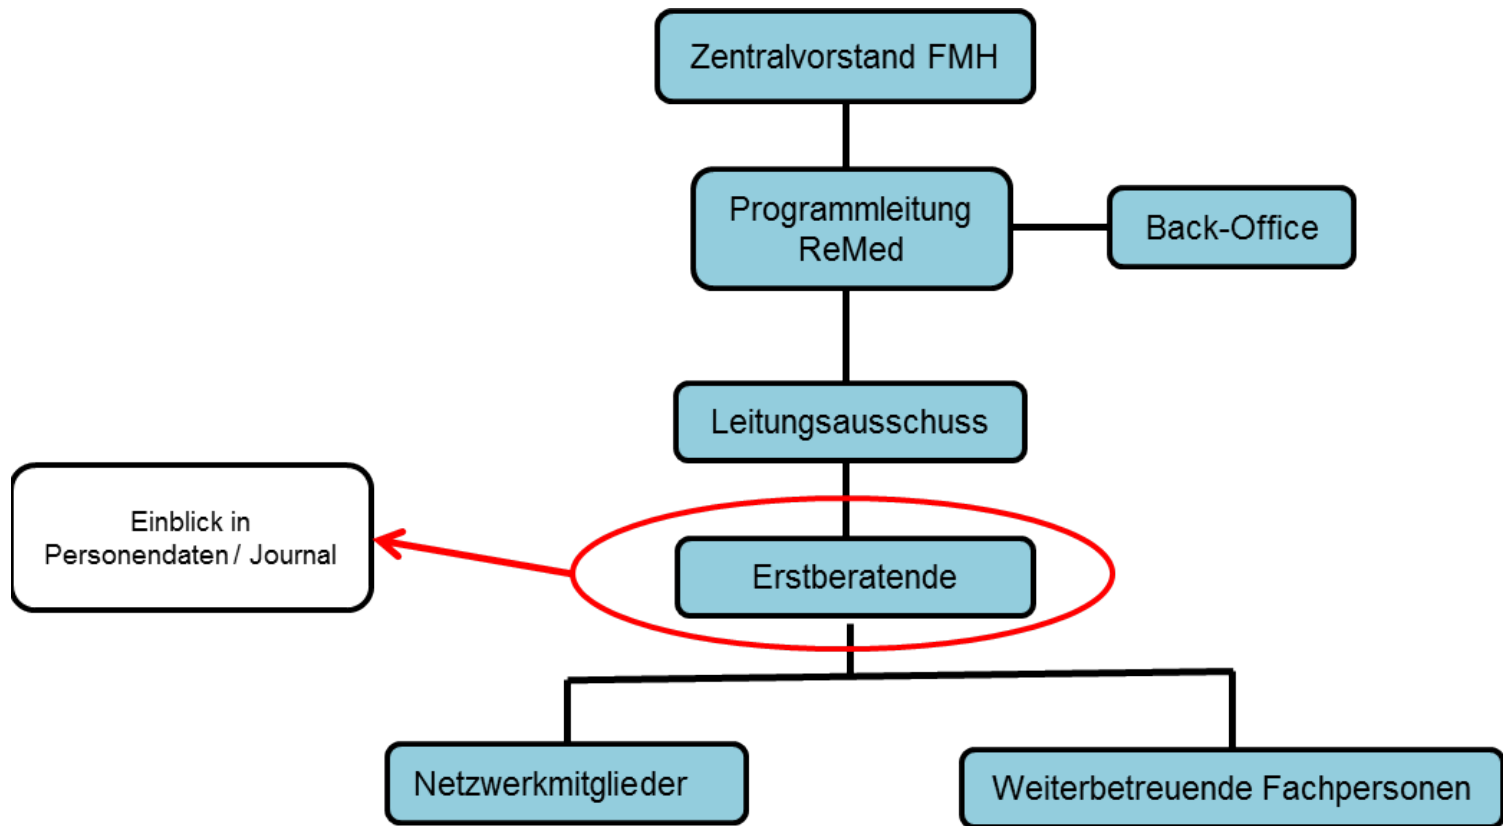 Zentralvorstand FMH
Programmleitung
ReMed
Back-Office
Leitungsausschuss
Einblick in
Personendaten / Journal
Erstberatende
Netzwerkmitglieder
Weiterbetreuende Fachpersonen